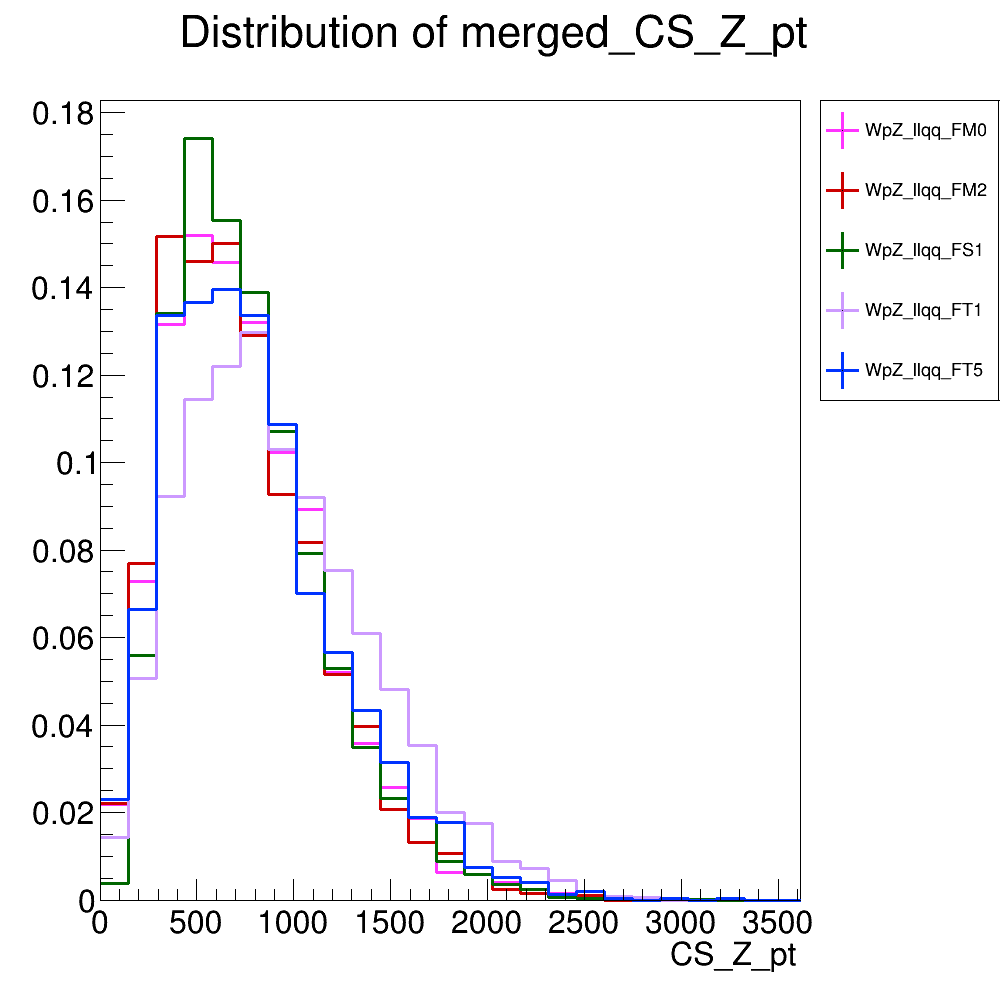 Distribution of merged_CS_Z_pt
0.18
0.16
0.14
0.12
0.1
0.08
0.06
0.04
0.02
0
0 500 1000 1500 2000 2500 3000 3500
CS_Z_pt
WpZ_llqq_FM0
WpZ_llqq_FM2
WpZ_llqq_FS1
WpZ_llqq_FT1
WpZ_llqq_FT5